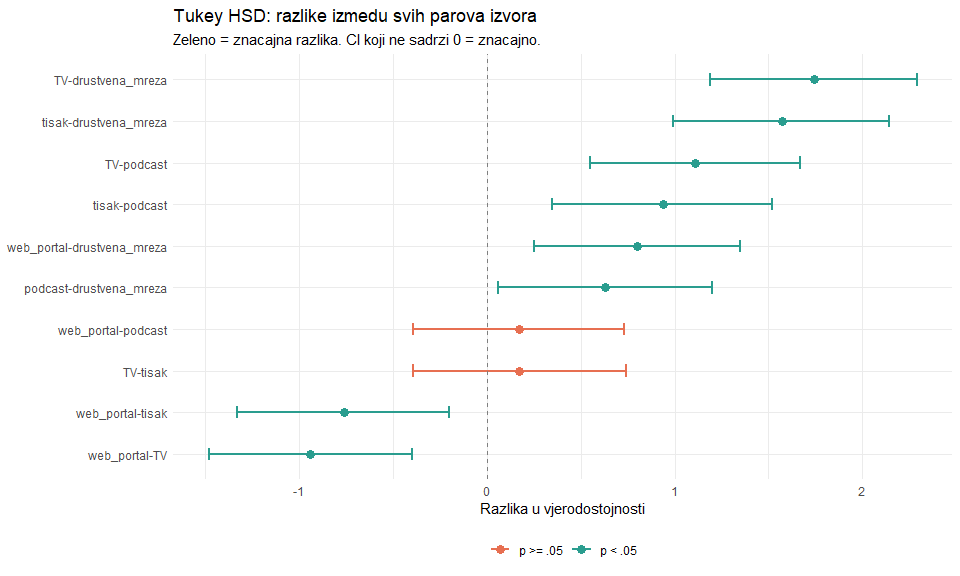 Tukey HSD: razlike izmedu svih parova izvora
Zeleno = znacajna razlika. CI koji ne sadrzi 0 = znacajno.
TV-drustvena_mreza
tisak-drustvena_mreza
TV-podcast
tisak-podcast
web_portal-drustvena_mreza
podcast-drustvena_mreza
web_portal-podcast
TV-tisak
web_portal-tisak
web_portal-TV
-1 0 1 2
Razlika u vjerodostojnosti
p >= .05 p < .05